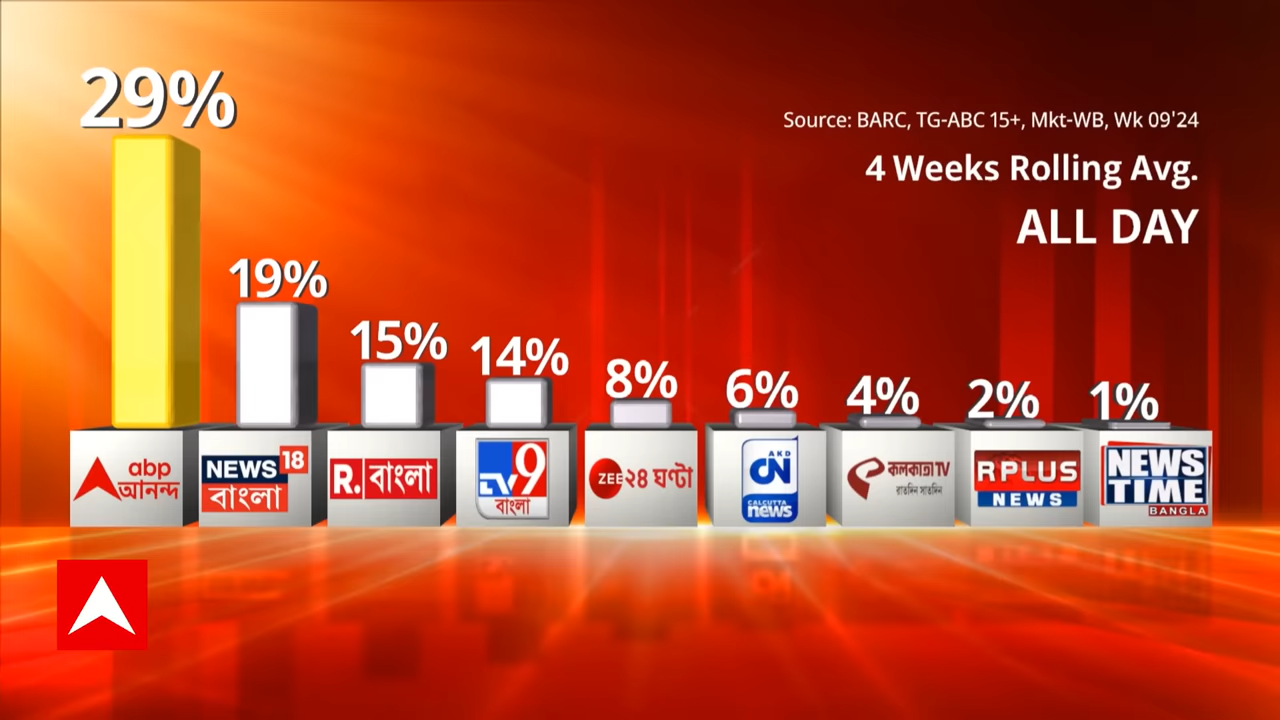 29%
Source: BARC, TG-ABC 15+, Mkt-WB, Wk 09'24
4 Weeks Rolling Avg.
ALL DAY
19%
15%
14%
8%
6%
4%
2%
1%
abp
আনন্দ
NEWS 18
বাংলা
R. বাংলা
TV9
বাংলা
ZEE ২৪ ঘণ্টা
AKD
CN
CALCUTTA
news
কলকাতা TV
রাতদিন সাতদিন
RPLUS
NEWS
NEWS
TIME
BANGLA